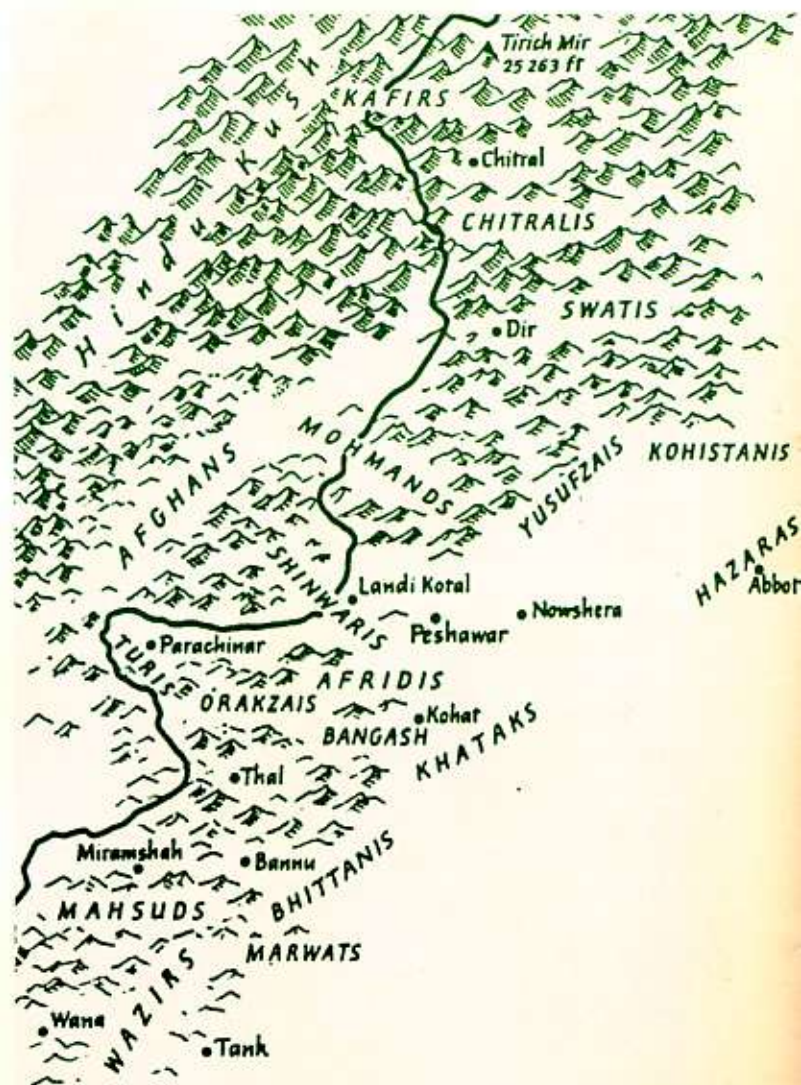 Tirich Mir
25 263 ft
Hindu Kush
KAFIRS
Chitral
CHITRALIS
SWATIS
Dir
MOHMANDS
KOHISTANIS
YUSUFZAIS
AFGHANS
HAZARAS
SHINWARIS
Landi Kotal
Abbot
Nowshera
Peshawar
Parachinar
TURIS
AFRIDIS
ORAKZAIS
Kohat
BANGASH
KHATAKS
Thal
Miramshah
Bannu
BHITTANIS
MAHSUDS
MARWATS
WAZIRS
Wana
Tank